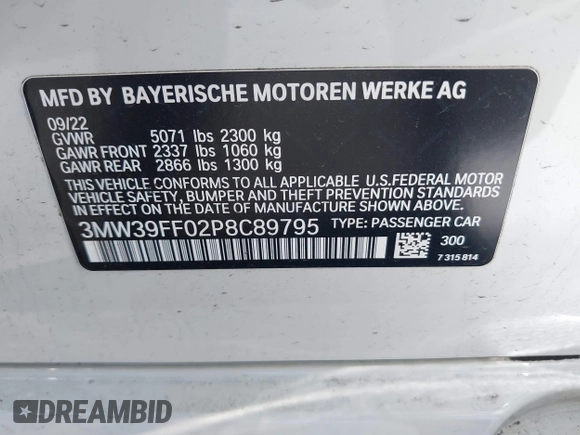 MFD BY BAYERISCHE MOTOREN WERKE AG
09/22
GVWR 5071 lbs 2300 kg
GAWR FRONT 2337 lbs 1060 kg
GAWR REAR 2866 lbs 1300 kg
THIS VEHICLE CONFORMS TO ALL APPLICABLE U.S.FEDERAL MOTOR
VEHICLE SAFETY, BUMPER, AND THEFT PREVENTION STANDARDS
IN EFFECT ON THE DATE OF MANUFACTURE SHOWN ABOVE.
3MW39FF02P8C89795 TYPE: PASSENGER CAR
300
7 315 814
DREAMBID